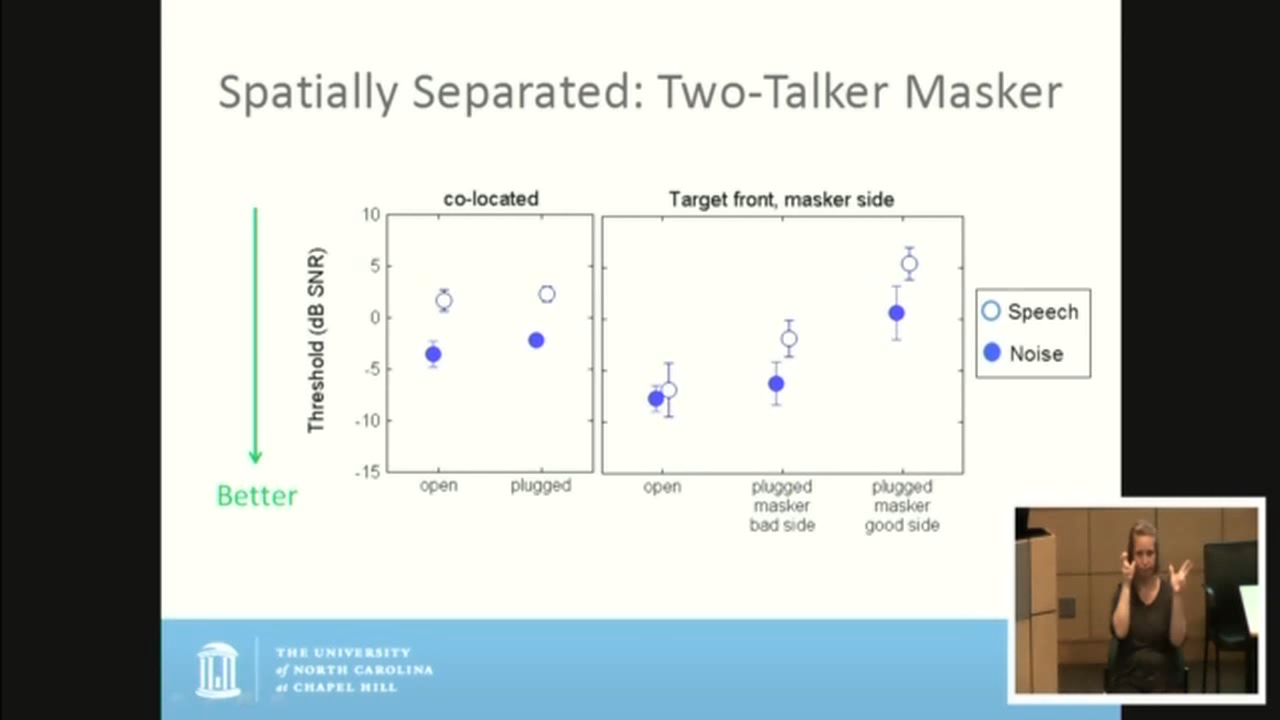 Spatially Separated: Two-Talker Masker
co-located
Target front, masker side
Threshold (dB SNR)
10
5
0
-5
-10
-15
open
plugged
open
plugged
masker
bad side
plugged
masker
good side
Speech
Noise
Better
THE UNIVERSITY
of NORTH CAROLINA
at CHAPEL HILL